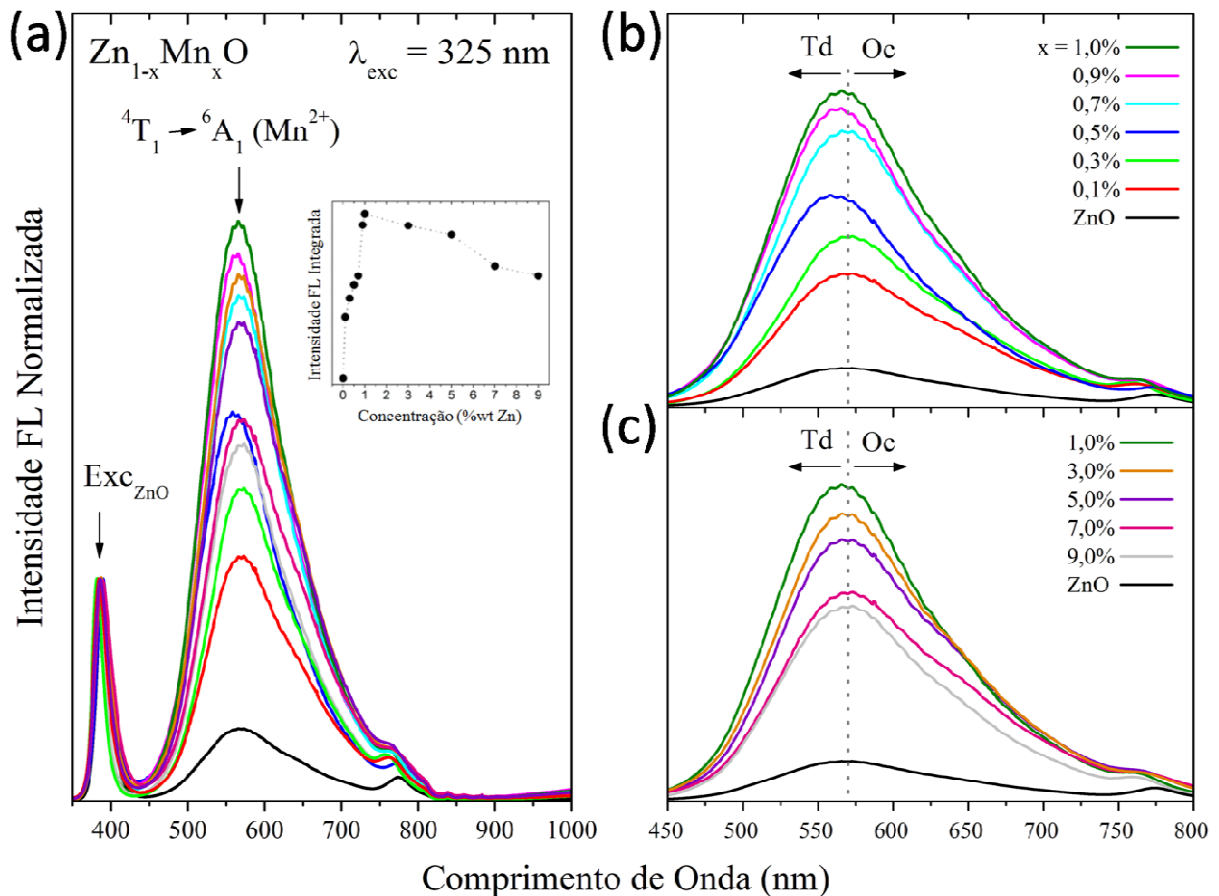 (a)
Zn₁₋ₓMnₓO λexc = 325 nm
⁴T₁ → ⁶A₁ (Mn²⁺)
ExcZnO
Intensidade FL Normalizada
350 400 500 600 700 800 900 1000
Intensidade FL Integrada
0 1 2 3 4 5 6 7 8 9
Concentração (%wt Zn)
(b)
Td Oc
x = 1,0%
0,9%
0,7%
0,5%
0,3%
0,1%
ZnO
(c)
Td Oc
1,0%
3,0%
5,0%
7,0%
9,0%
ZnO
450 500 550 600 650 700 750 800
Comprimento de Onda (nm)